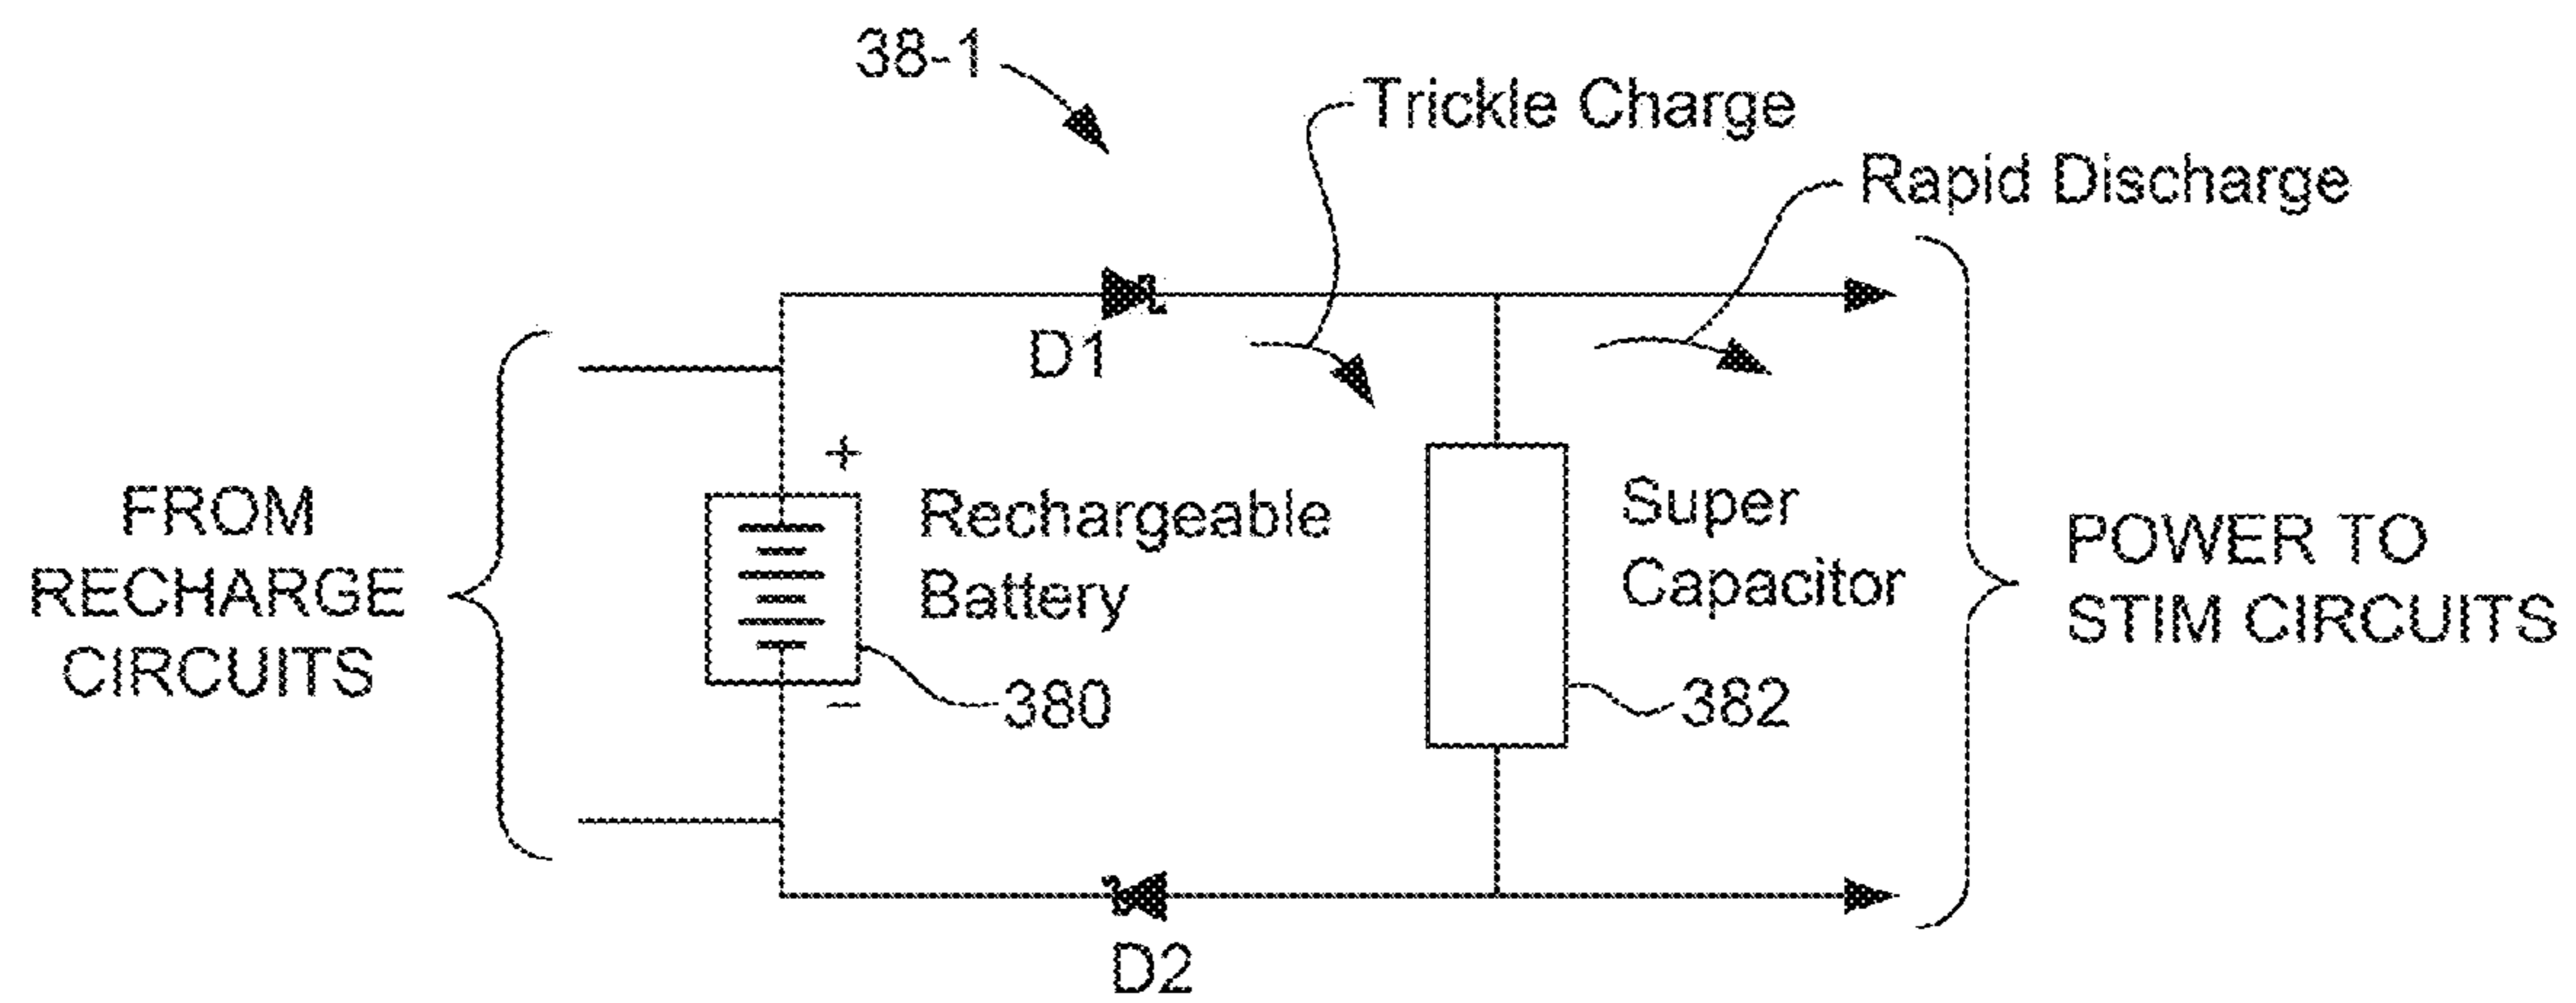 38-1
Trickle Charge
Rapid Discharge
D1
+
FROM
RECHARGE
CIRCUITS
Rechargeable
Battery
Super
Capacitor
POWER TO
STIM CIRCUITS
–
380
382
D2